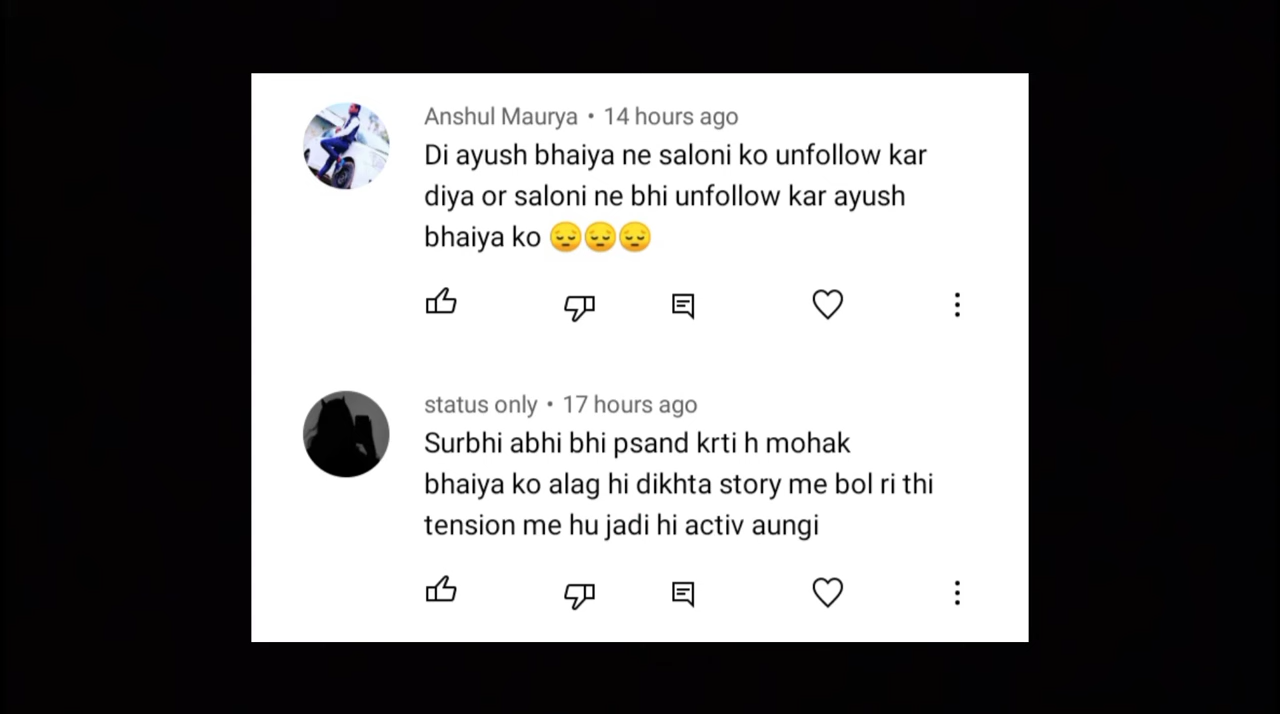 Anshul Maurya • 14 hours ago
Di ayush bhaiya ne saloni ko unfollow kar
diya or saloni ne bhi unfollow kar ayush
bhaiya ko 😔😔😔
status only • 17 hours ago
Surbhi abhi bhi psand krti h mohak
bhaiya ko alag hi dikhta story me bol ri thi
tension me hu jadi hi activ aungi